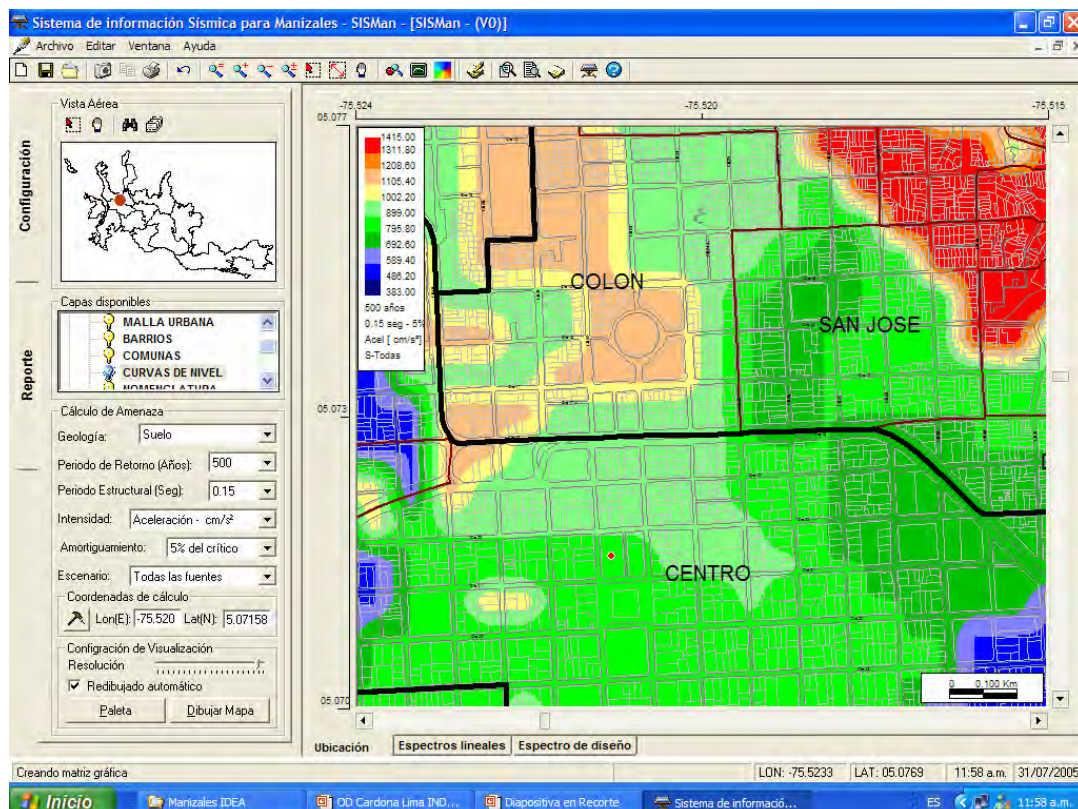 Sistema de información Sísmica para Manizales - SISMan - [SISMan - (V0)]
Archivo Editar Ventana Ayuda
Configuración
Reporte
Vista Aérea
Capas disponibles
MALLA URBANA
BARRIOS
COMUNAS
CURVAS DE NIVEL
NOMENCLATURA
Cálculo de Amenaza
Geología: Suelo
Periodo de Retorno (Años): 500
Periodo Estructural (Seg): 0.15
Intensidad: Aceleración - cm/s²
Amortiguamiento: 5% del crítico
Escenario: Todas las fuentes
Coordenadas de cálculo
Lon(E): -75.520 Lat(N): 5.07158
Configración de Visualización
Resolución
Redibujado automático
Paleta Dibujar Mapa
-75.524 -75.520 -75.515
05.077
05.073
05.070
1415.00
1311.80
1208.60
1105.40
1002.20
899.00
795.80
692.60
589.40
486.20
383.00
500 años
0.15 seg - 5%
Acel [ cm/s²]
S-Todas
COLON
SAN JOSE
CENTRO
0 0.100 Km
Ubicación Espectros lineales Espectro de diseño
Creando matriz gráfica LON: -75.5233 LAT: 05.0769 11:58 a.m. 31/07/2005
Inicio Manizales IDEA OD Cardona Lima IND... Diapositiva en Recorte Sistema de informació... ES 11:58 a.m.